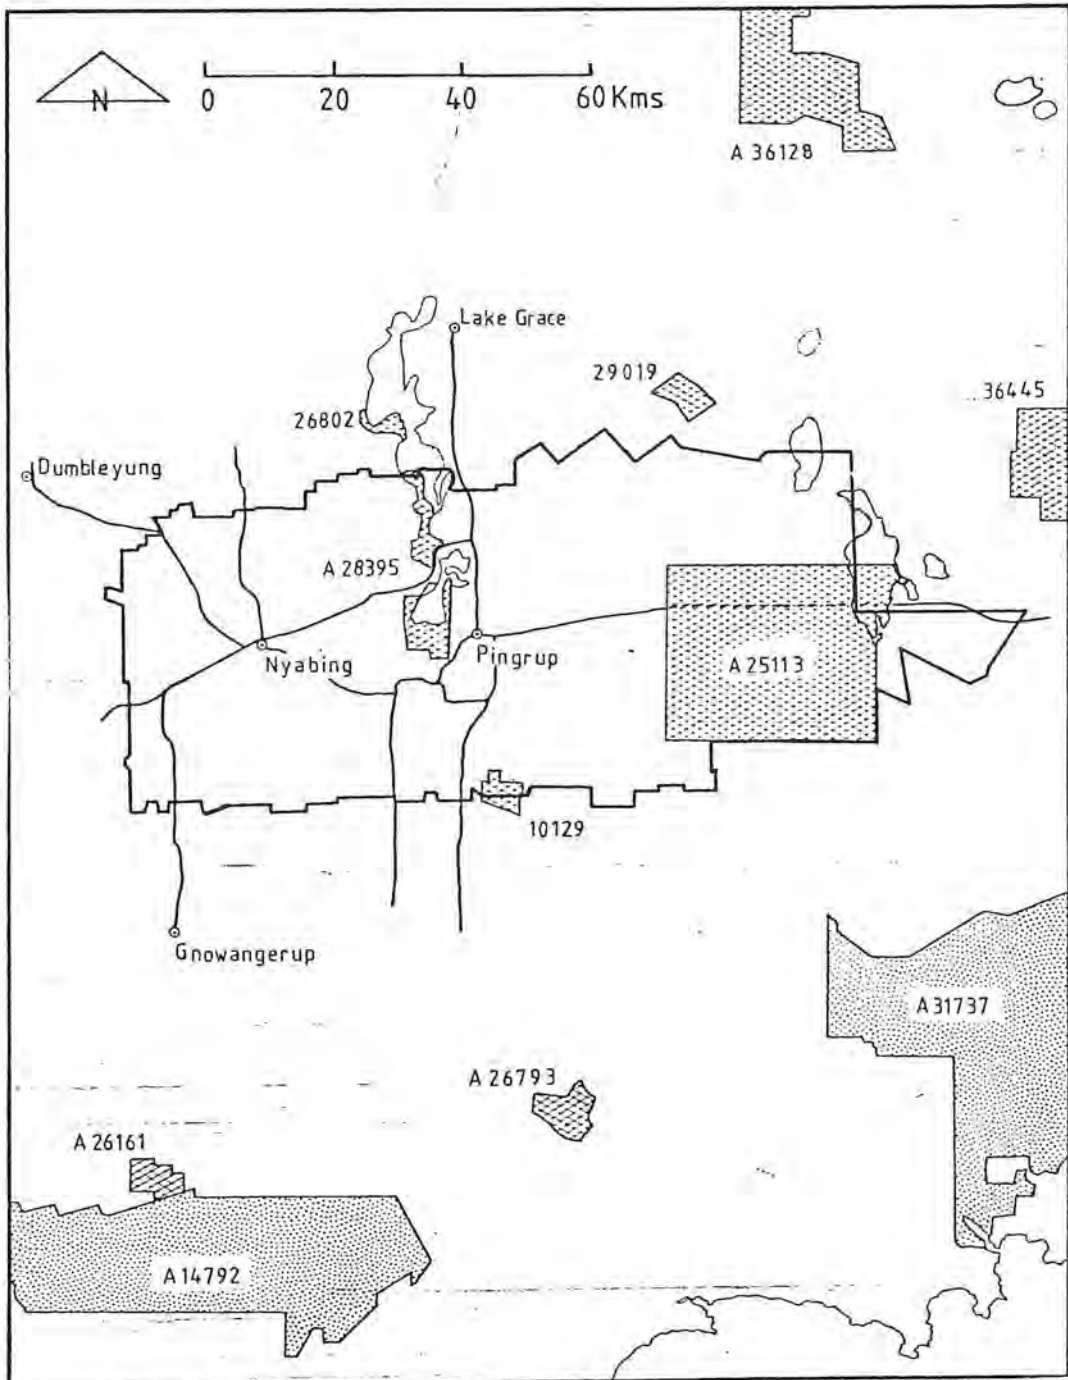 N
0 20 40 60 Kms
A 36128
Lake Grace
29019
36445
26802
Dumbleyung
A 28395
Nyabing
Pingrup
A 25113
10129
Gnowangerup
A 31737
A 26793
A 26161
A 14792